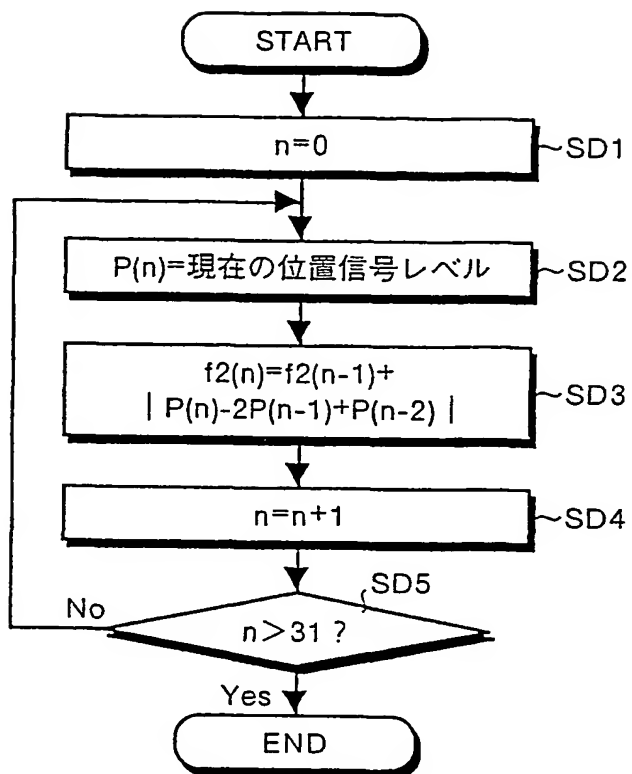 START
n=0
SD1
P(n)=現在の位置信号レベル
SD2
f2(n)=f2(n-1)+
| P(n)-2P(n-1)+P(n-2) |
SD3
n=n+1
SD4
SD5
No
n>31 ?
Yes
END